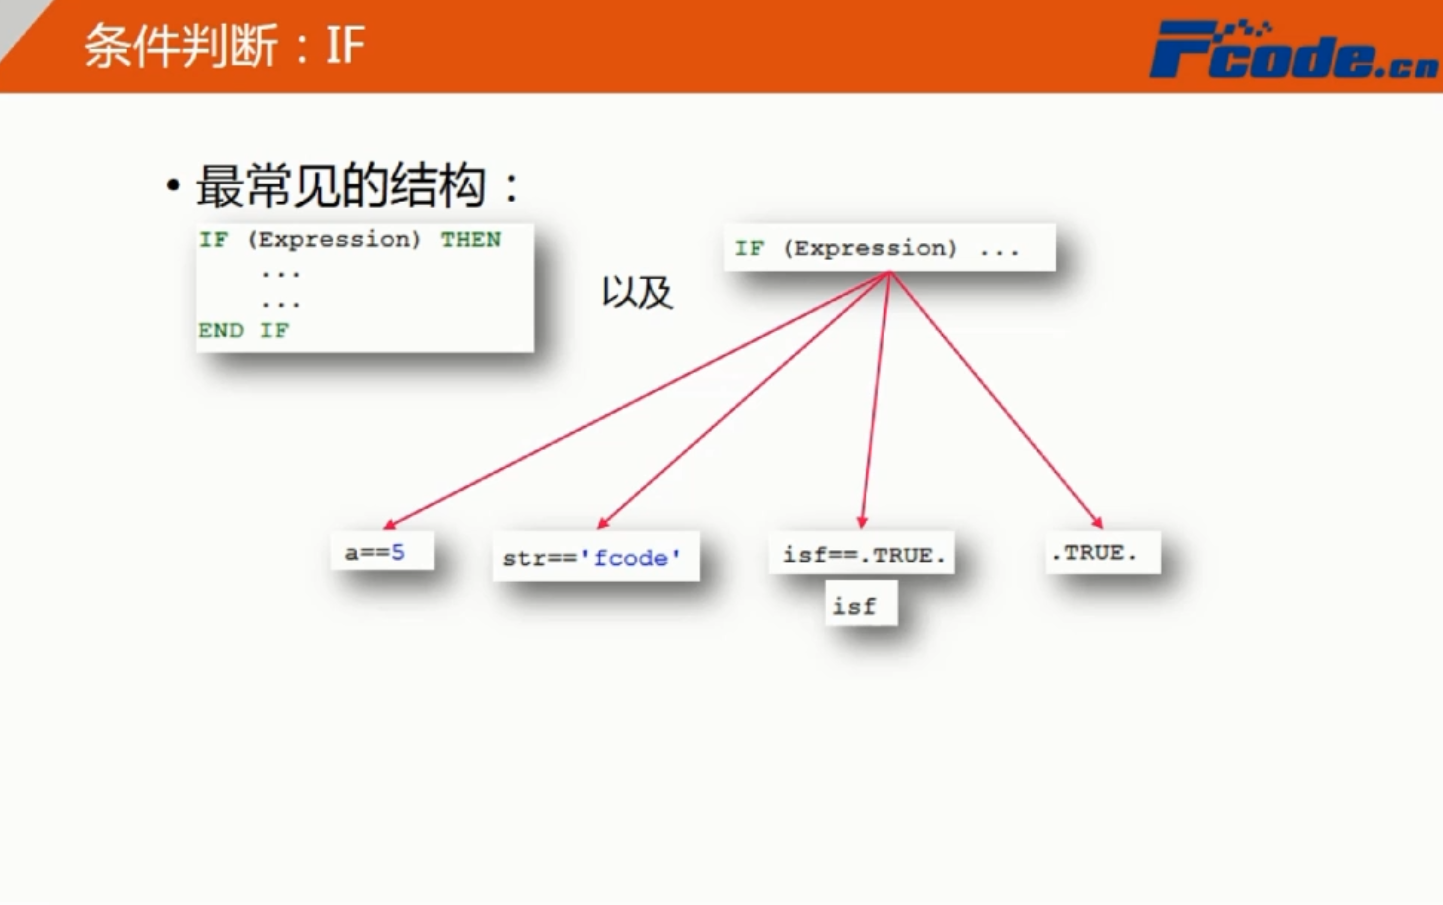 条件判断：IF
Fcode.cn
• 最常见的结构：
IF (Expression) THEN
...
...
END IF
以及
IF (Expression) ...
a==5
str=='fcode'
isf==.TRUE.
isf
.TRUE.